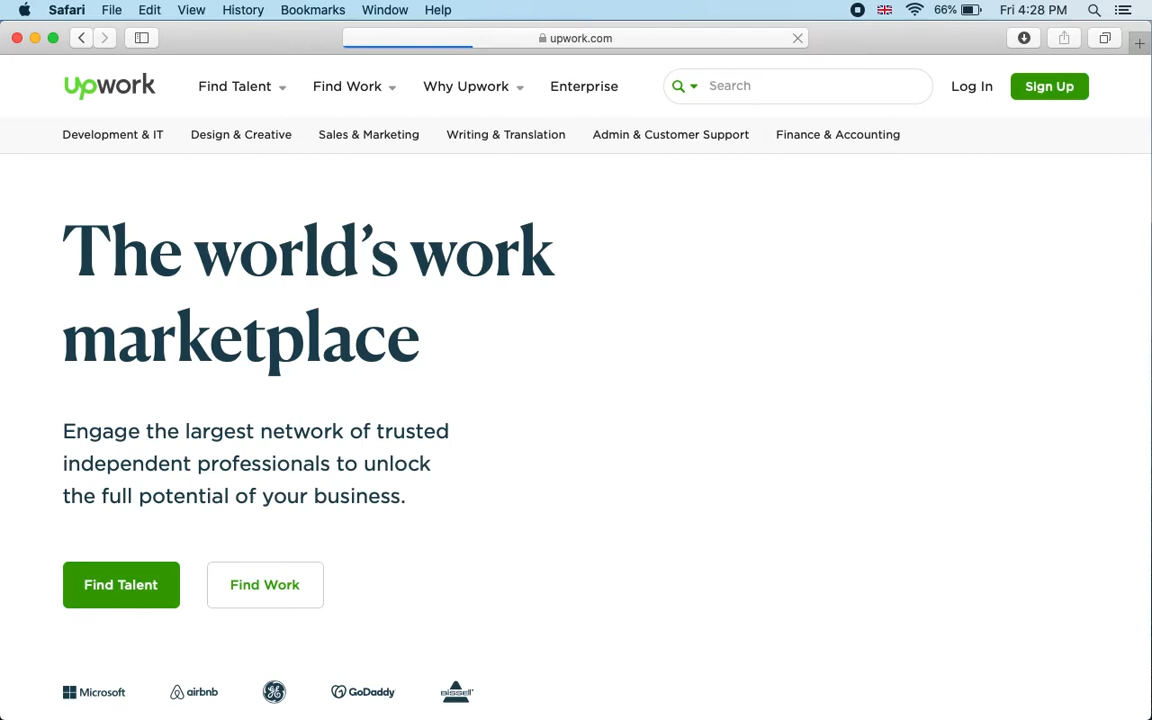 Safari File Edit View History Bookmarks Window Help 66% Fri 4:28 PM
upwork.com
upwork Find Talent Find Work Why Upwork Enterprise Search Log In Sign Up
Development & IT Design & Creative Sales & Marketing Writing & Translation Admin & Customer Support Finance & Accounting
The world's work
marketplace
Engage the largest network of trusted
independent professionals to unlock
the full potential of your business.
Find Talent Find Work
Microsoft airbnb GE GoDaddy BISSELL